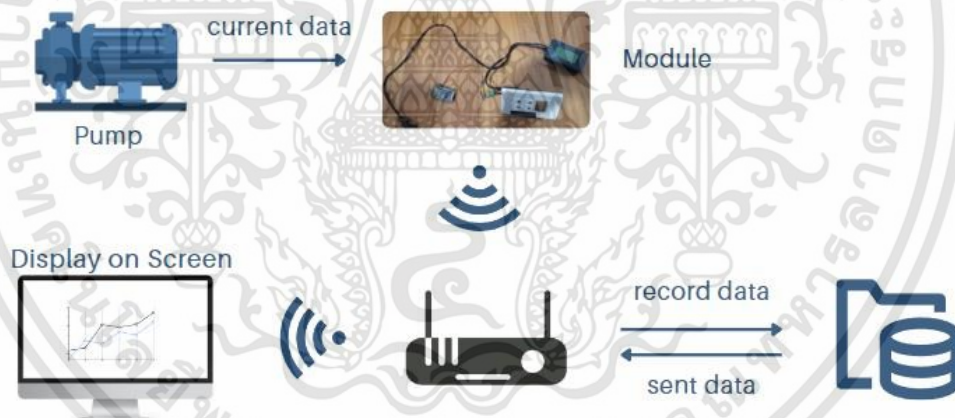 current data
Module
Pump
Display on Screen
record data
sent data